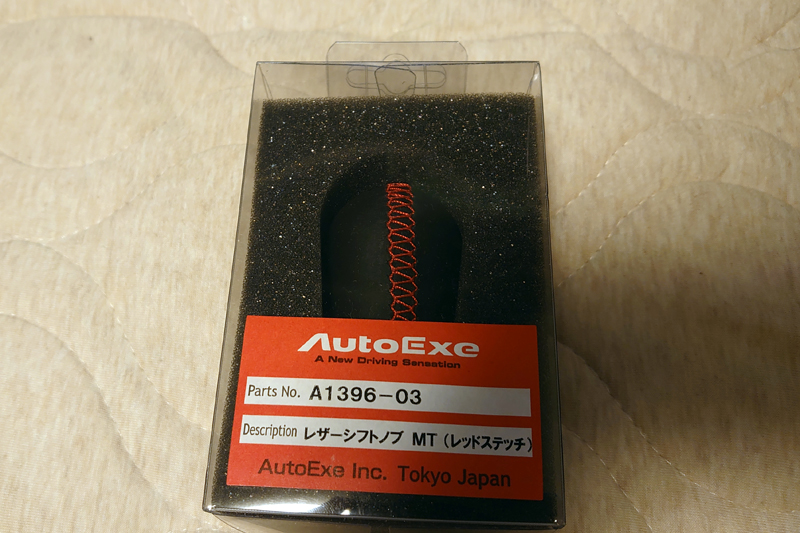 AutoExe
A New Driving Sensation
Parts No. A1396-03
Description レザーシフトノブ MT (レッドステッチ)
AutoExe Inc. Tokyo Japan